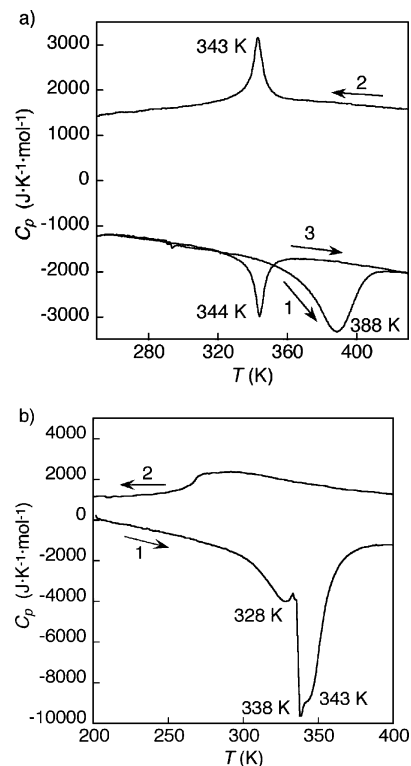 a)
3000
2000
1000
0
-1000
-2000
-3000
Cp (J·K-1·mol-1)
343 K
2
3
1
344 K
388 K
280
320
360
400
T (K)
b)
4000
2000
0
-2000
-4000
-6000
-8000
-10000
Cp (J·K-1·mol-1)
2
1
328 K
338 K
343 K
200
250
300
350
400
T (K)